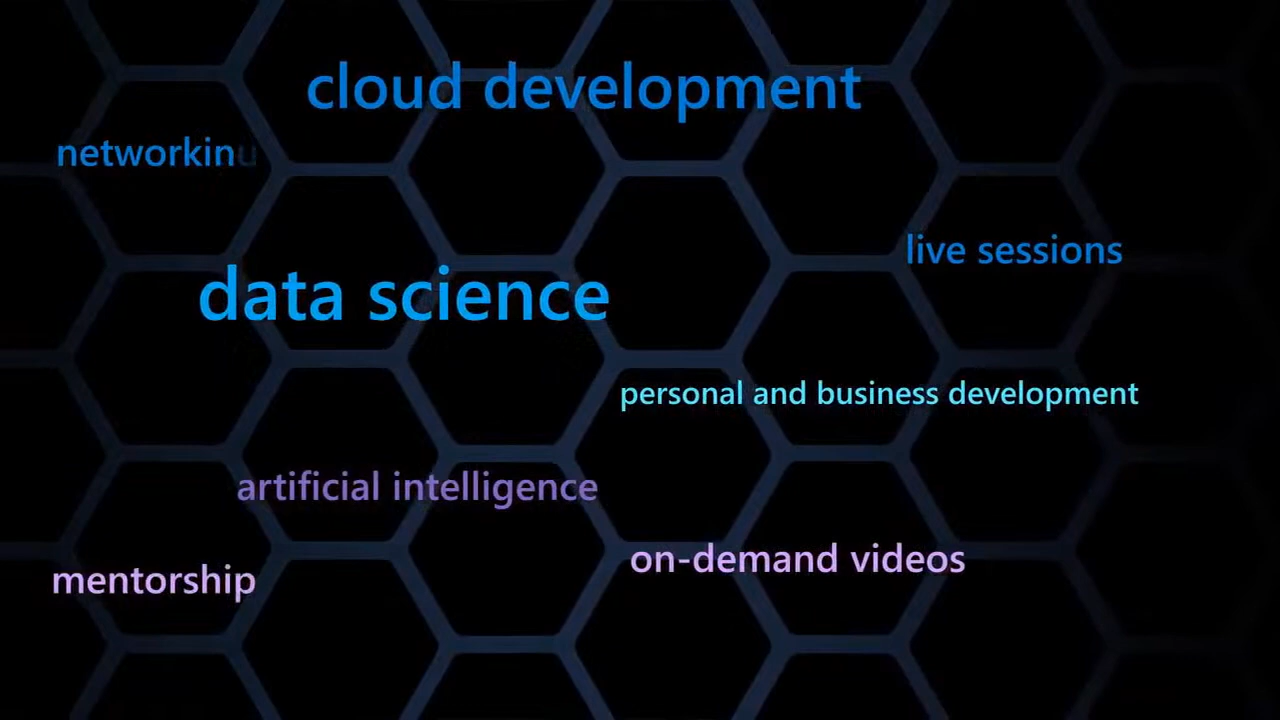 cloud development
networkin
live sessions
data science
personal and business development
artificial intelligence
on-demand videos
mentorship